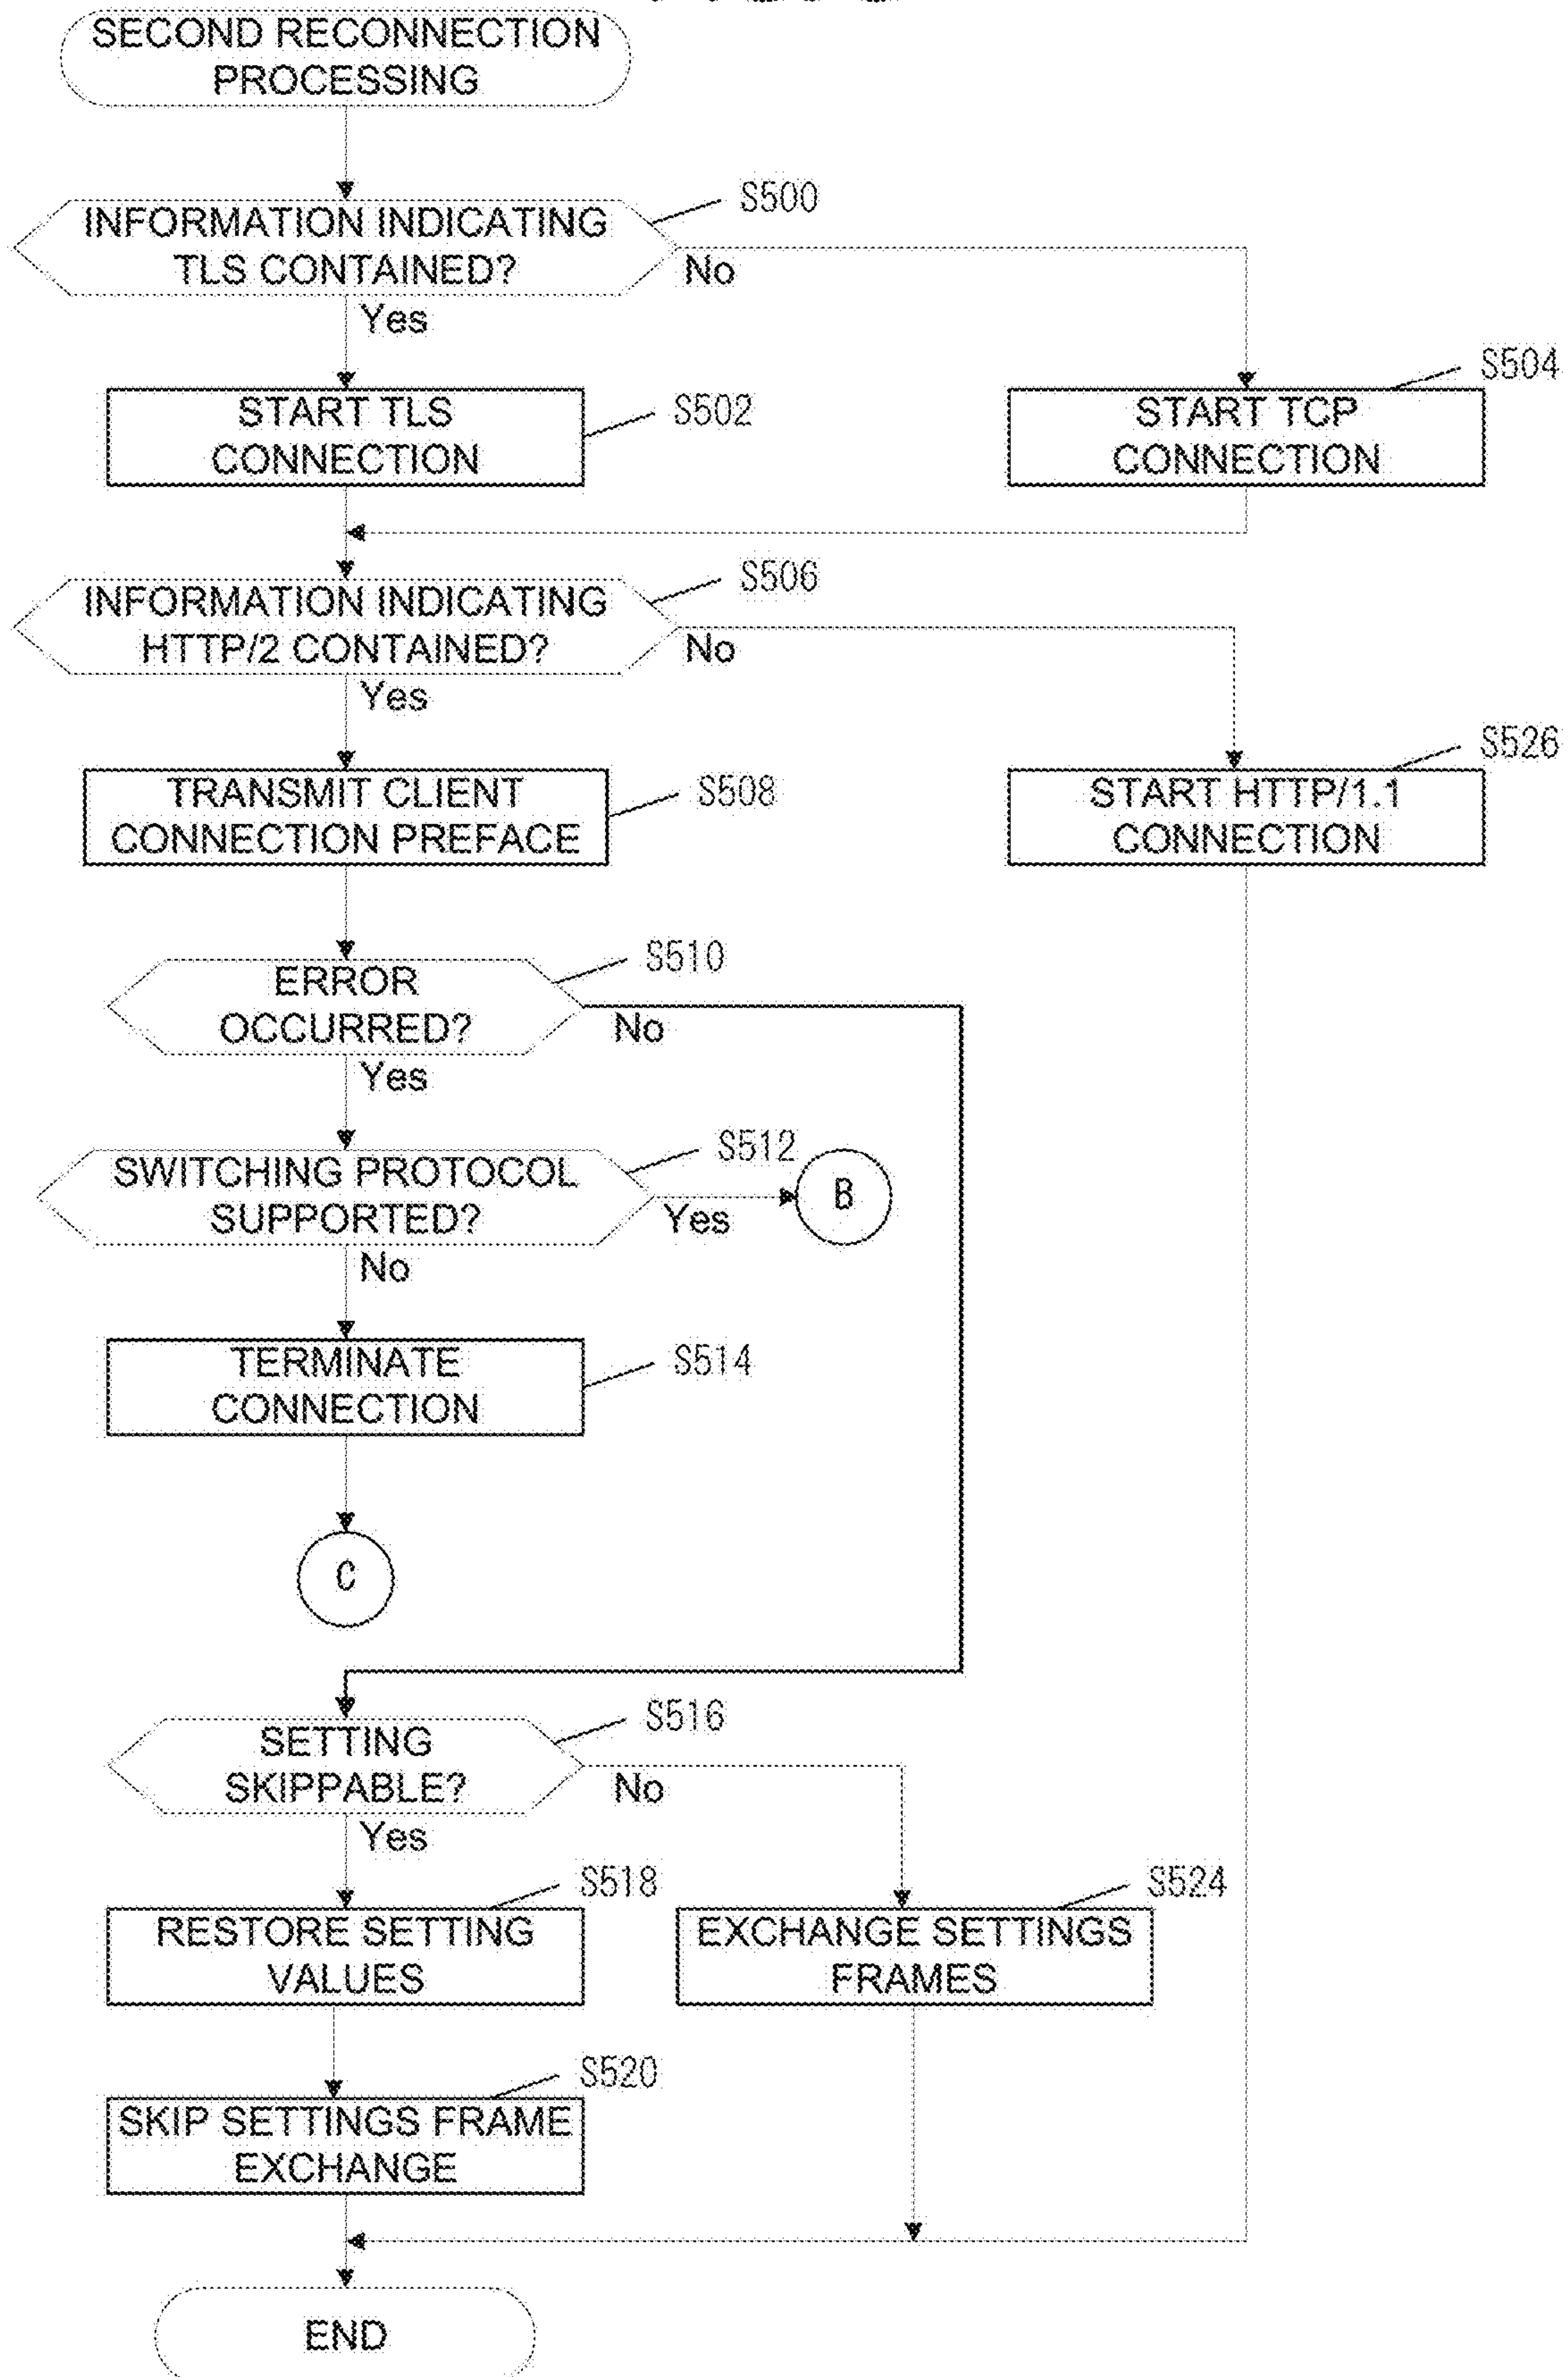 SECOND RECONNECTION
PROCESSING
S500
INFORMATION INDICATING
TLS CONTAINED?
No
Yes
S504
START TLS
CONNECTION
S502
START TCP
CONNECTION
S506
INFORMATION INDICATING
HTTP/2 CONTAINED?
No
Yes
S526
TRANSMIT CLIENT
CONNECTION PREFACE
S508
START HTTP/1.1
CONNECTION
S510
ERROR
OCCURRED?
No
Yes
S512
SWITCHING PROTOCOL
SUPPORTED?
Yes
B
No
TERMINATE
CONNECTION
S514
C
S516
SETTING
SKIPPABLE?
No
Yes
S518
S524
RESTORE SETTING
VALUES
EXCHANGE SETTINGS
FRAMES
S520
SKIP SETTINGS FRAME
EXCHANGE
END